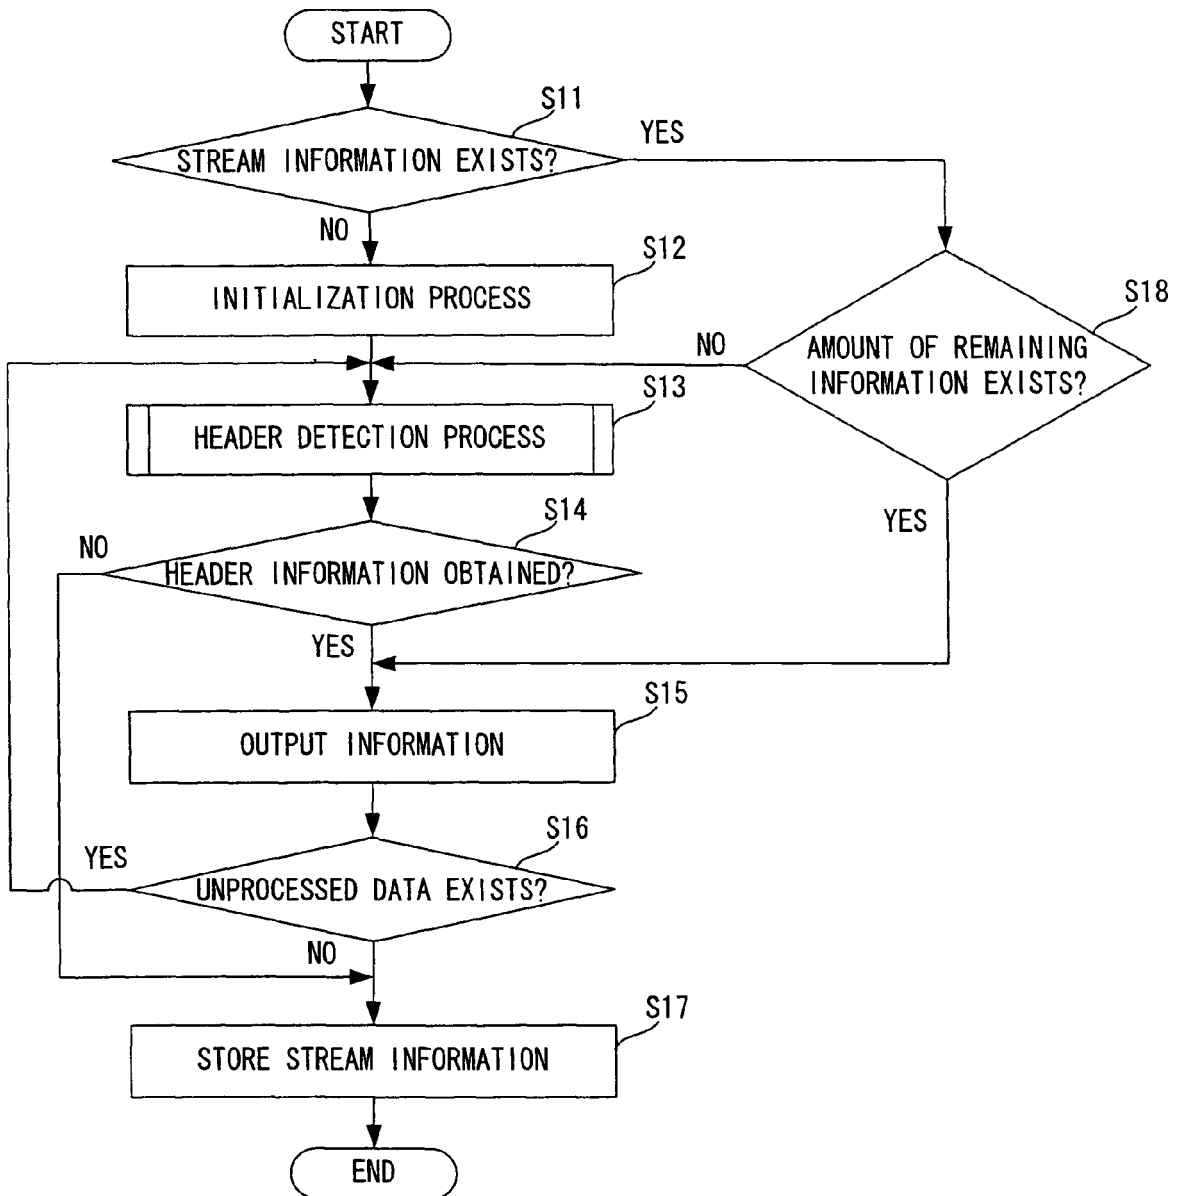 START
S11
STREAM INFORMATION EXISTS?
YES
NO
S12
INITIALIZATION PROCESS
S18
AMOUNT OF REMAINING
INFORMATION EXISTS?
NO
YES
S13
HEADER DETECTION PROCESS
S14
NO
HEADER INFORMATION OBTAINED?
YES
S15
OUTPUT INFORMATION
S16
YES
UNPROCESSED DATA EXISTS?
NO
S17
STORE STREAM INFORMATION
END